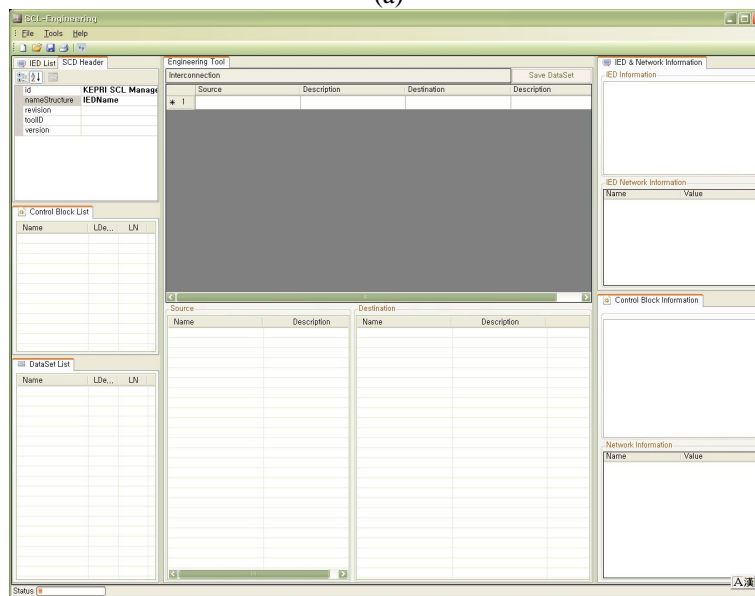 (a)
SCL-Engineering
File Tools Help
IED List SCD Header
id KEPRI SCL Manage
nameStructure IEDName
revision
toolID
version
Control Block List
Name LDe... LN
DataSet List
Name LDe... LN
Engineering Tool
Interconnection Save DataSet
Source Description Destination Description
1
Source
Name Description
Destination
Name Description
IED & Network Information
IED Information
IED Network Information
Name Value
Control Block Information
Network Information
Name Value
A漢
Status